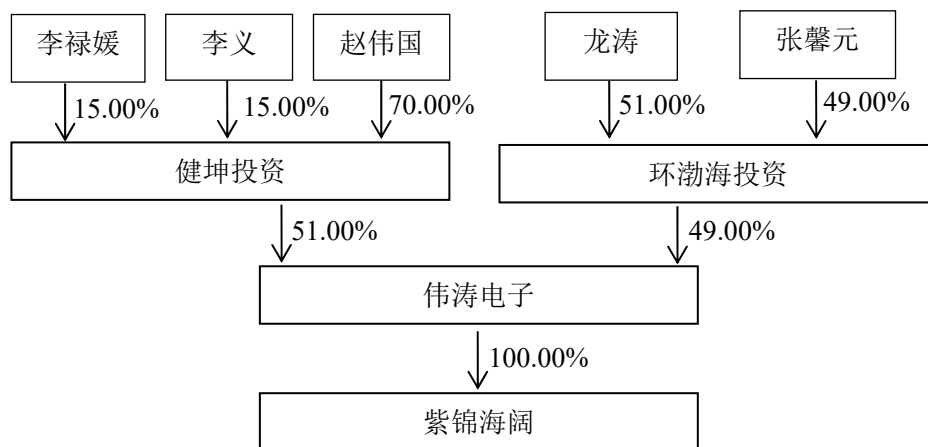 李禄媛
李义
赵伟国
龙涛
张馨元
15.00%
15.00%
70.00%
51.00%
49.00%
健坤投资
环渤海投资
51.00%
49.00%
伟涛电子
100.00%
紫锦海阔